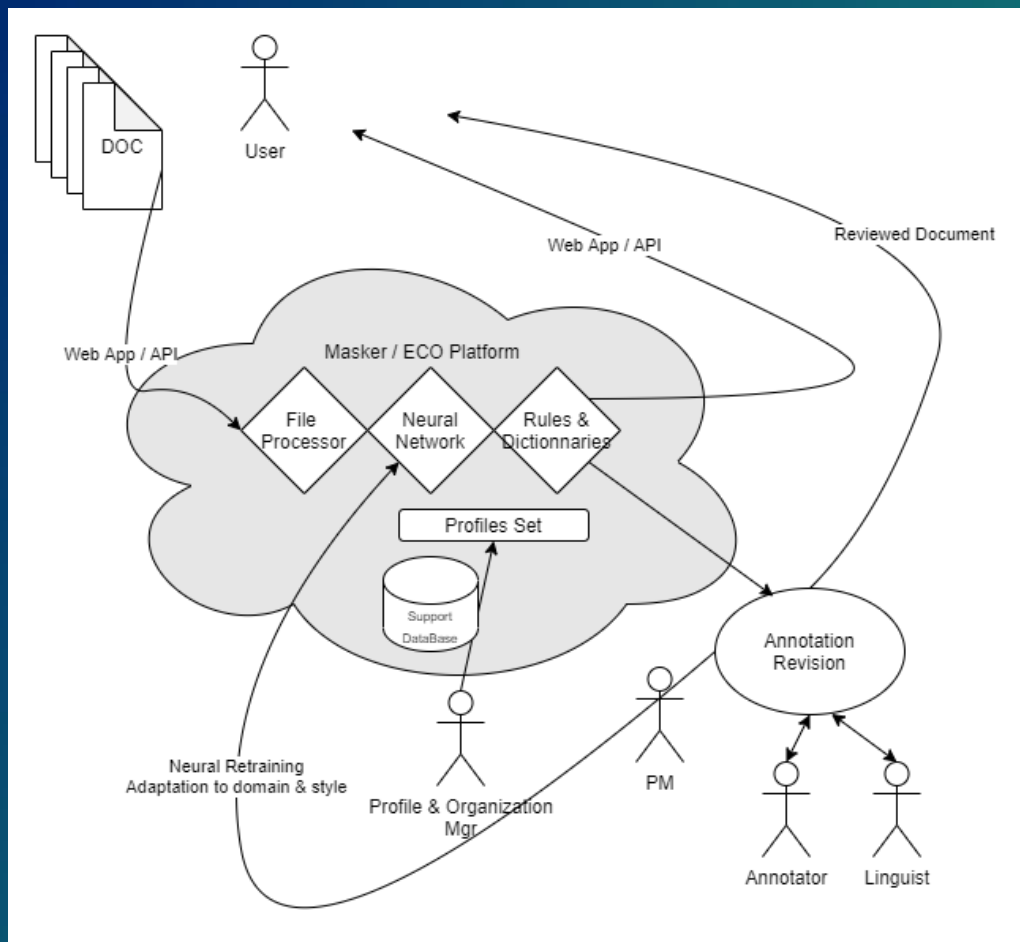 DOC
User
Web App / API
Reviewed Document
Web App / API
Masker / ECO Platform
File
Processor
Neural
Network
Rules &
Dictionnaries
Profiles Set
Support
DataBase
Annotation
Revision
Neural Retraining
Adaptation to domain & style
Profile & Organization
Mgr
PM
Annotator
Linguist